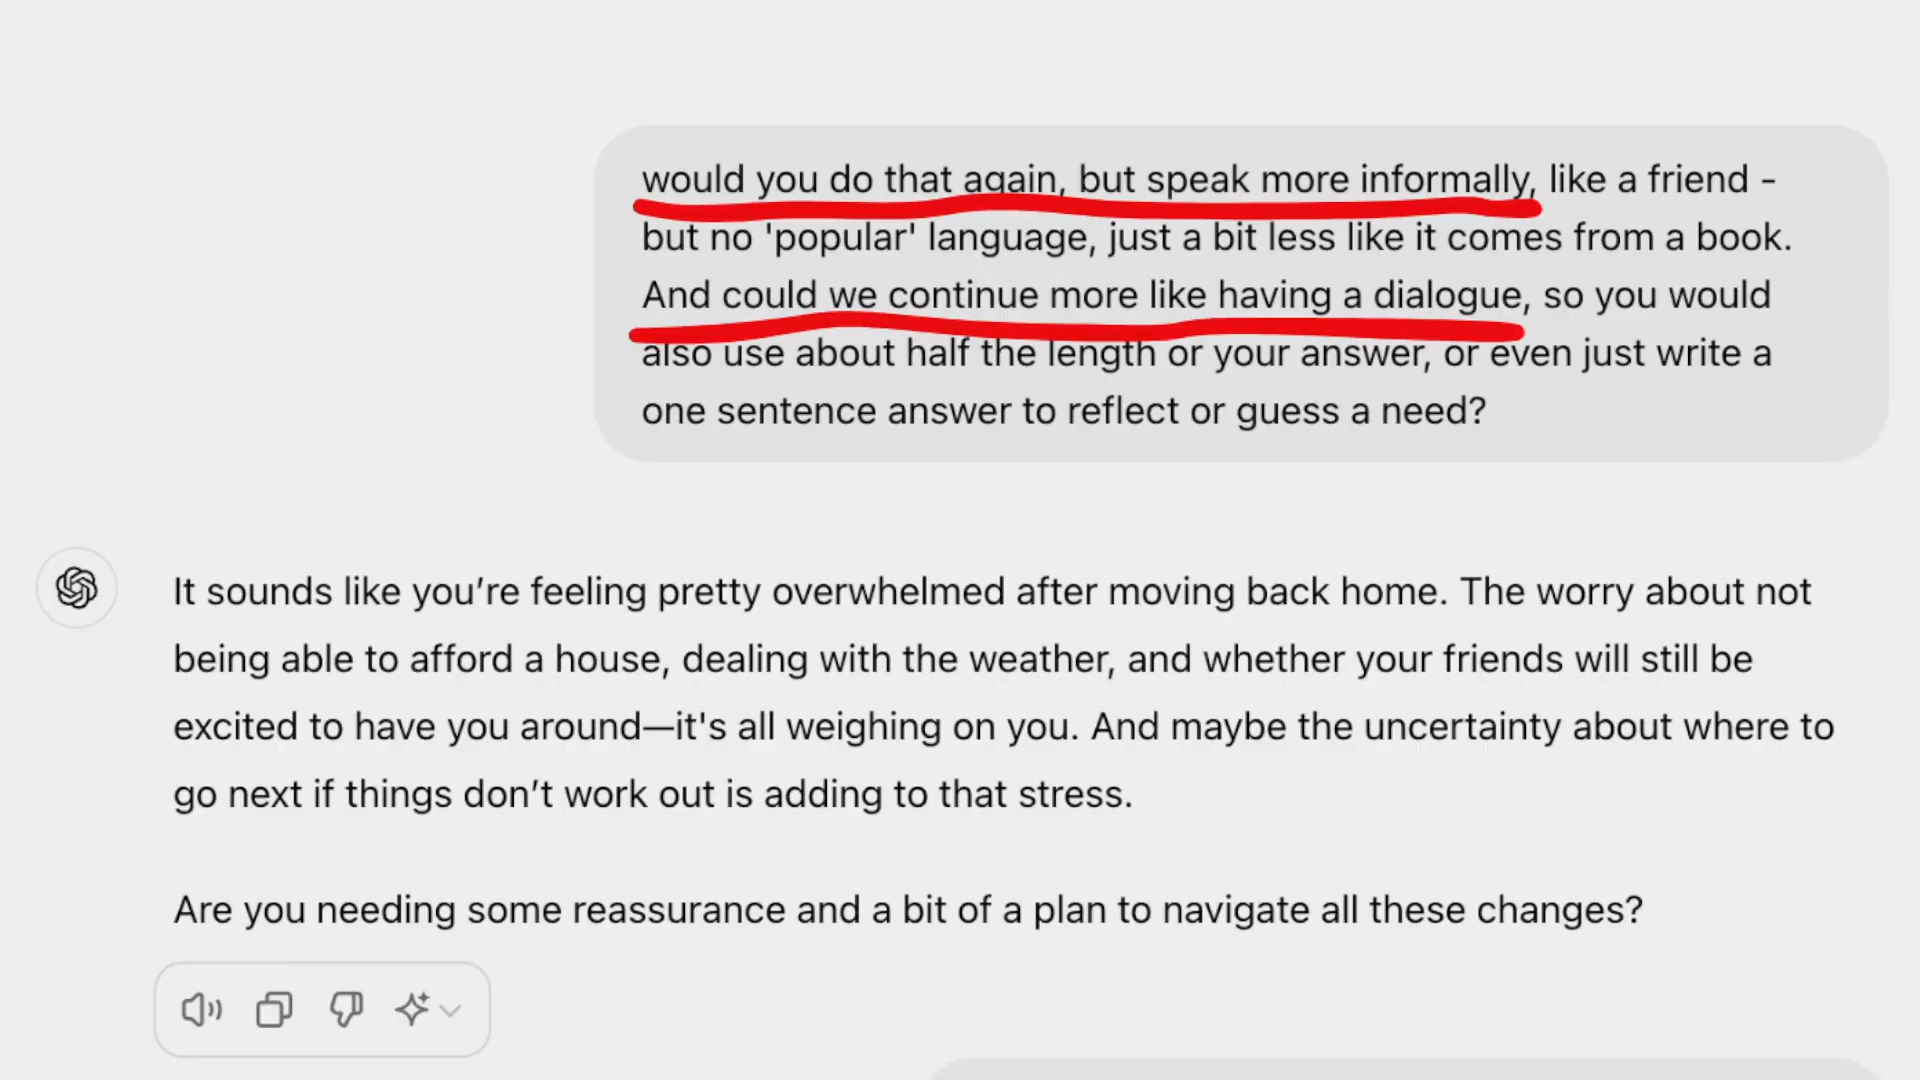 would you do that again, but speak more informally, like a friend -
but no 'popular' language, just a bit less like it comes from a book.
And could we continue more like having a dialogue, so you would
also use about half the length or your answer, or even just write a
one sentence answer to reflect or guess a need?
It sounds like you’re feeling pretty overwhelmed after moving back home. The worry about not
being able to afford a house, dealing with the weather, and whether your friends will still be
excited to have you around—it's all weighing on you. And maybe the uncertainty about where to
go next if things don’t work out is adding to that stress.
Are you needing some reassurance and a bit of a plan to navigate all these changes?